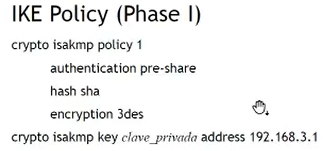 IKE Policy (Phase I)
crypto isakmp policy 1
authentication pre-share
hash sha
encryption 3des
crypto isakmp key clave_privada address 192.168.3.1